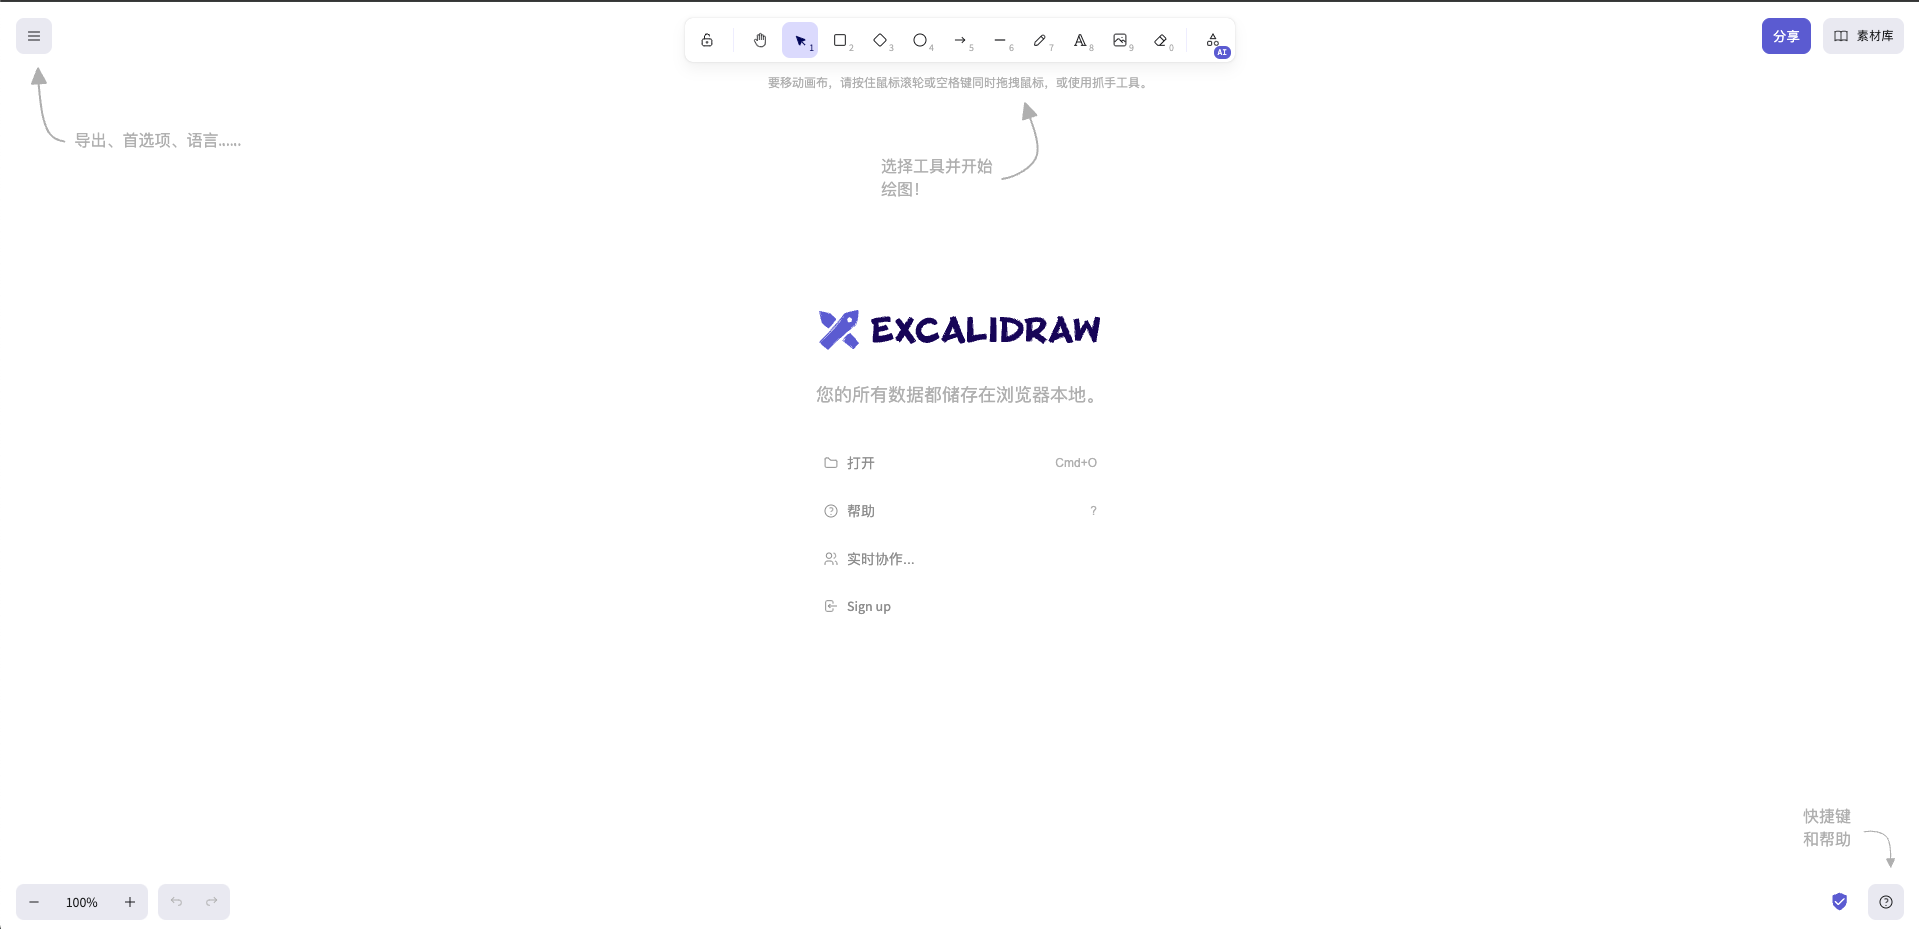 1
2
3
4
5
6
7
8
9
0
AI
分享
素材库
要移动画布，请按住鼠标滚轮或空格键同时拖拽鼠标，或使用抓手工具。
导出、首选项、语言……
选择工具并开始
绘图！
EXCALIDRAW
您的所有数据都储存在浏览器本地。
打开 Cmd+O
帮助 ?
实时协作...
Sign up
快捷键
和帮助
100%